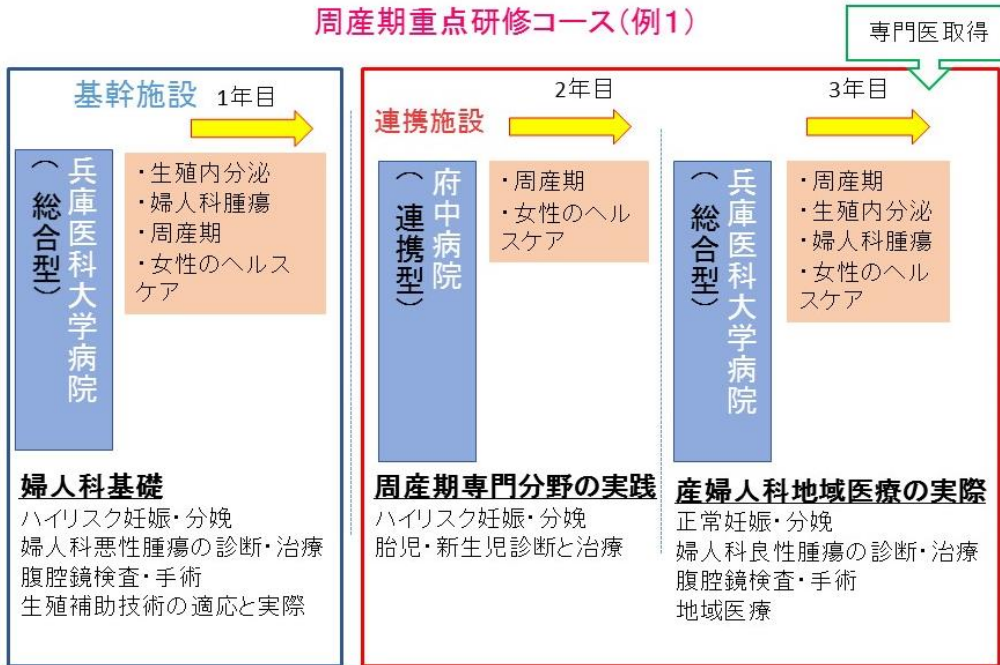 周産期重点研修コース(例1)
専門医取得
基幹施設
1年目
兵庫医科大学病院
(総合型)
・生殖内分泌
・婦人科腫瘍
・周産期
・女性のヘルス
ケア
婦人科基礎
ハイリスク妊娠・分娩
婦人科悪性腫瘍の診断・治療
腹腔鏡検査・手術
生殖補助技術の適応と実際
連携施設
2年目
府中病院
(連携型)
・周産期
・女性のヘル
スケア
周産期専門分野の実践
ハイリスク妊娠・分娩
胎児・新生児診断と治療
3年目
兵庫医科大学病院
(総合型)
・周産期
・生殖内分泌
・婦人科腫瘍
・女性のヘル
スケア
産婦人科地域医療の実際
正常妊娠・分娩
婦人科良性腫瘍の診断・治療
腹腔鏡検査・手術
地域医療